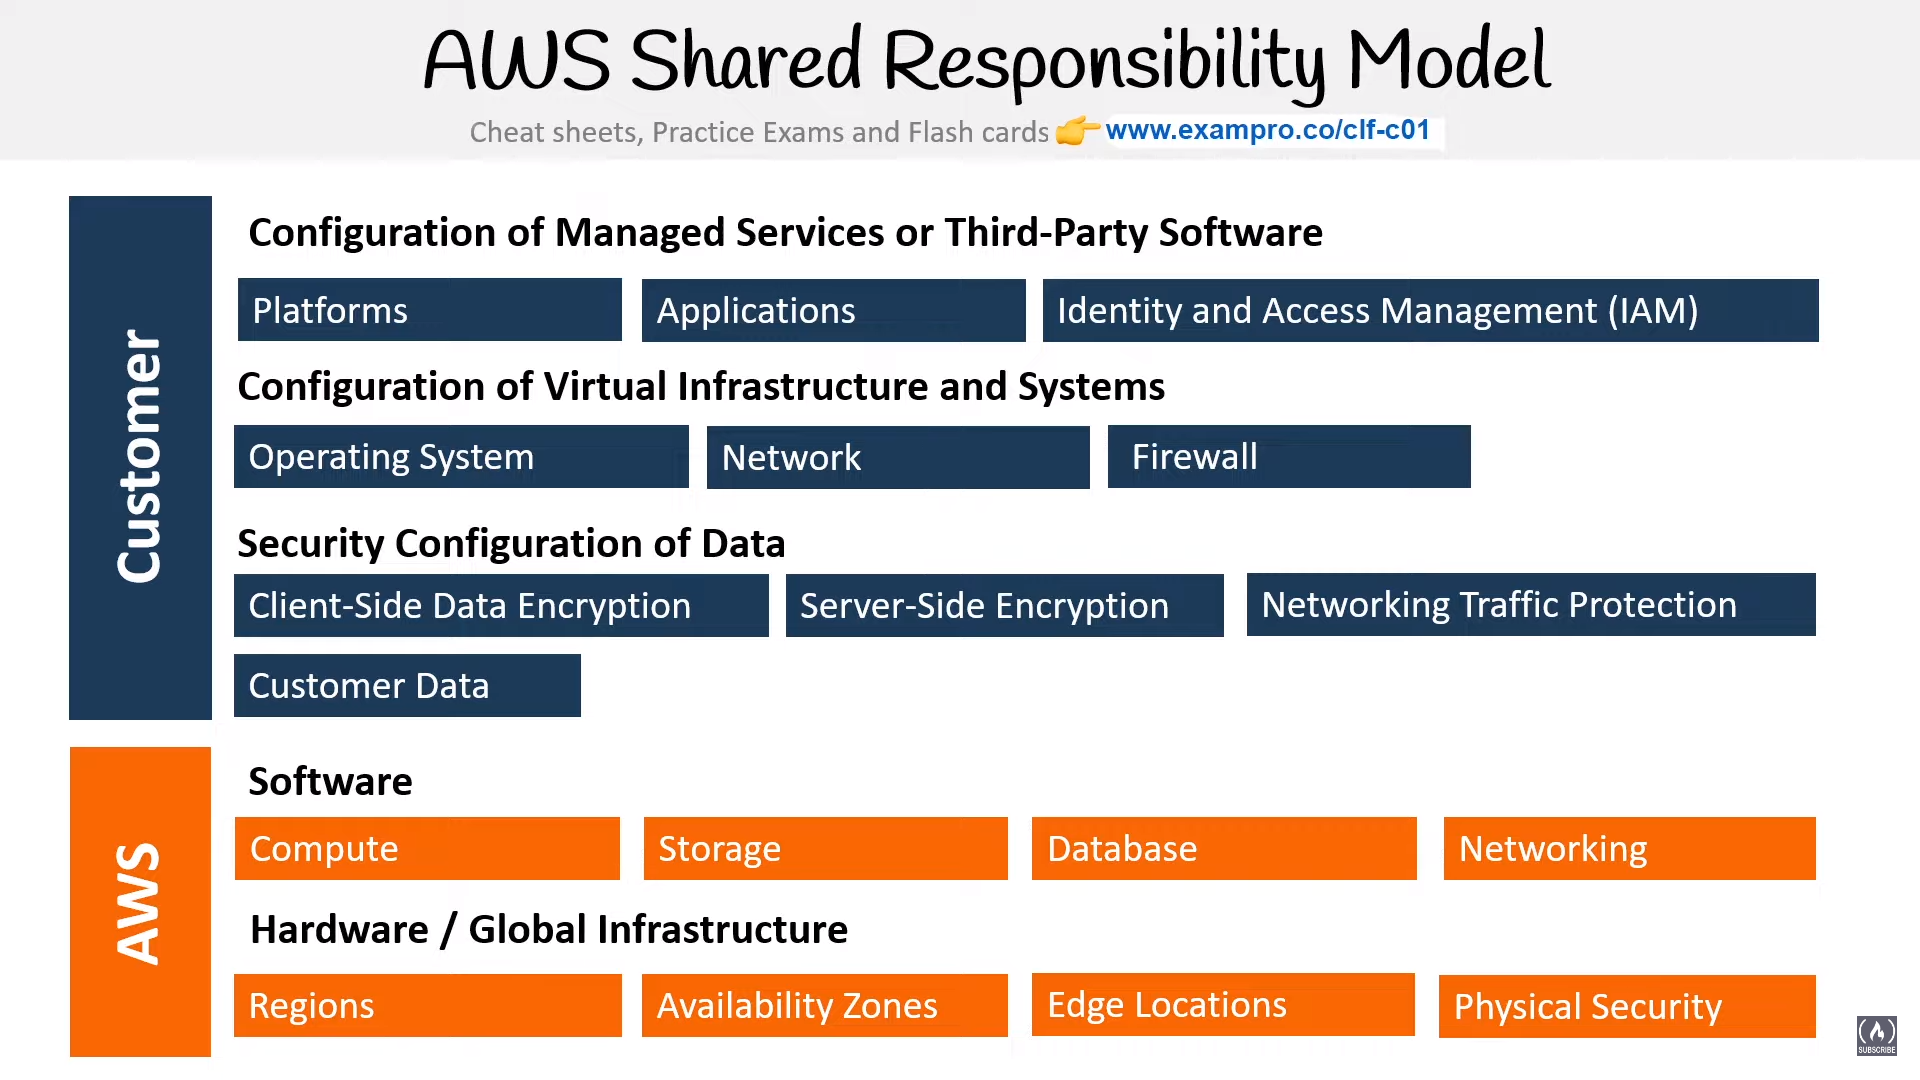 AWS Shared Responsibility Model
Cheat sheets, Practice Exams and Flash cards 👉 www.exampro.co/clf-c01
Customer
Configuration of Managed Services or Third-Party Software
Platforms
Applications
Identity and Access Management (IAM)
Configuration of Virtual Infrastructure and Systems
Operating System
Network
Firewall
Security Configuration of Data
Client-Side Data Encryption
Server-Side Encryption
Networking Traffic Protection
Customer Data
AWS
Software
Compute
Storage
Database
Networking
Hardware / Global Infrastructure
Regions
Availability Zones
Edge Locations
Physical Security
SUBSCRIBE